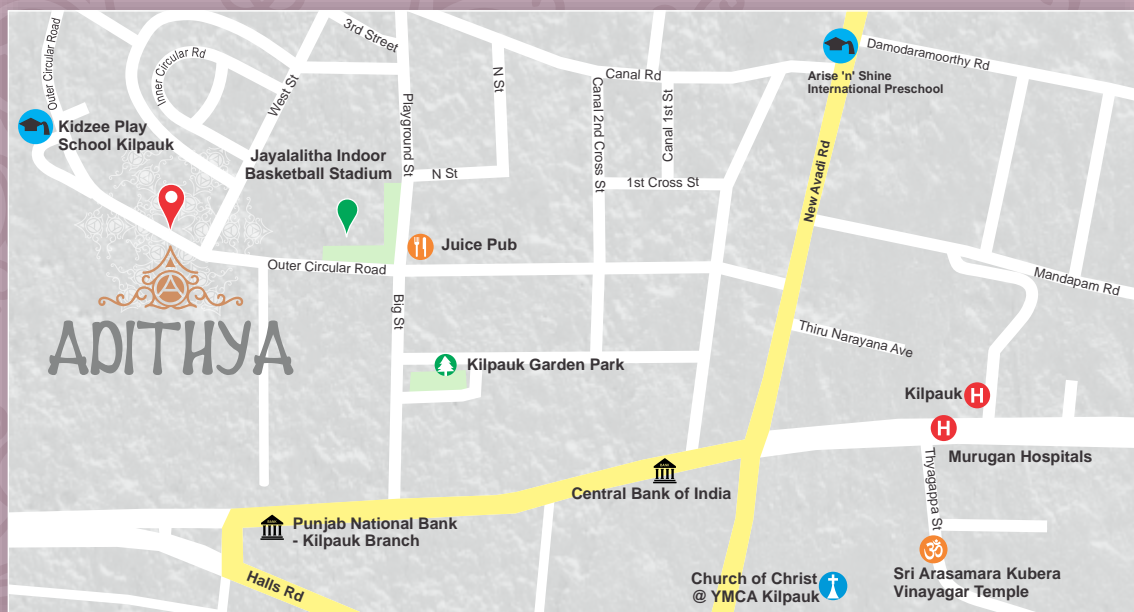 Outer Circular Road
Inner Circular Rd
3rd Street
West St
Playground St
N St
Canal Rd
Canal 2nd Cross St
Canal 1st St
Damodaramoorthy Rd
Arise 'n' Shine
International Preschool
Kidzee Play
School Kilpauk
Jayalalitha Indoor
Basketball Stadium
N St
1st Cross St
New Avadi Rd
Juice Pub
Outer Circular Road
Mandapam Rd
A
ADITHYA
Big St
Thiru Narayana Ave
Kilpauk Garden Park
Kilpauk
H
H
Murugan Hospitals
Thyagappa St
BANK
Central Bank of India
BANK
Punjab National Bank
- Kilpauk Branch
ॐ
Sri Arasamara Kubera
Vinayagar Temple
Halls Rd
Church of Christ
@ YMCA Kilpauk